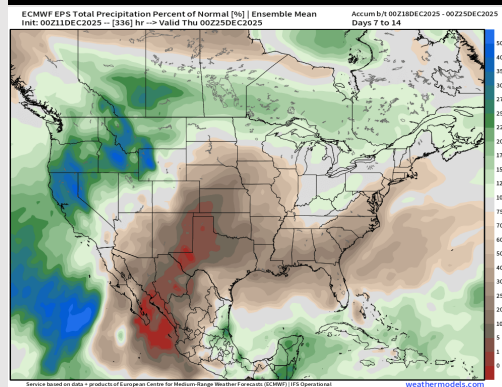 ECMWF EPS Total Precipitation Percent of Normal [%] | Ensemble Mean
Init: 00Z11DEC2025 -- [336] hr --> Valid Thu 00Z25DEC2025
Accum b/t 00Z18DEC2025 - 00Z25DEC2025
Days 7 to 14
Service based on data + products of European Centre for Medium-Range Weather Forecasts (ECMWF) | IFS Operational
weathermodels.com